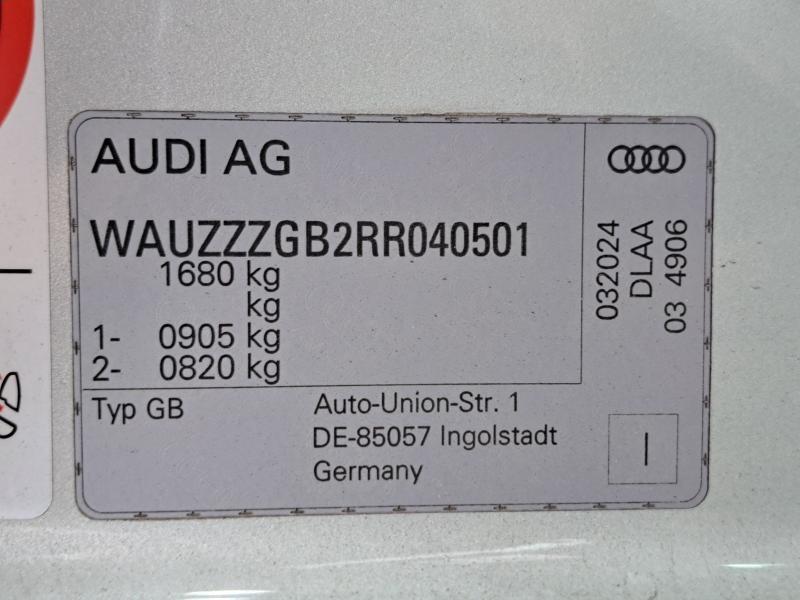 AUDI AG
WAUZZZGB2RR040501
1680 kg
kg
1- 0905 kg
2- 0820 kg
Typ GB
Auto-Union-Str. 1
DE-85057 Ingolstadt
Germany
032024
DLAA
03 4906
I